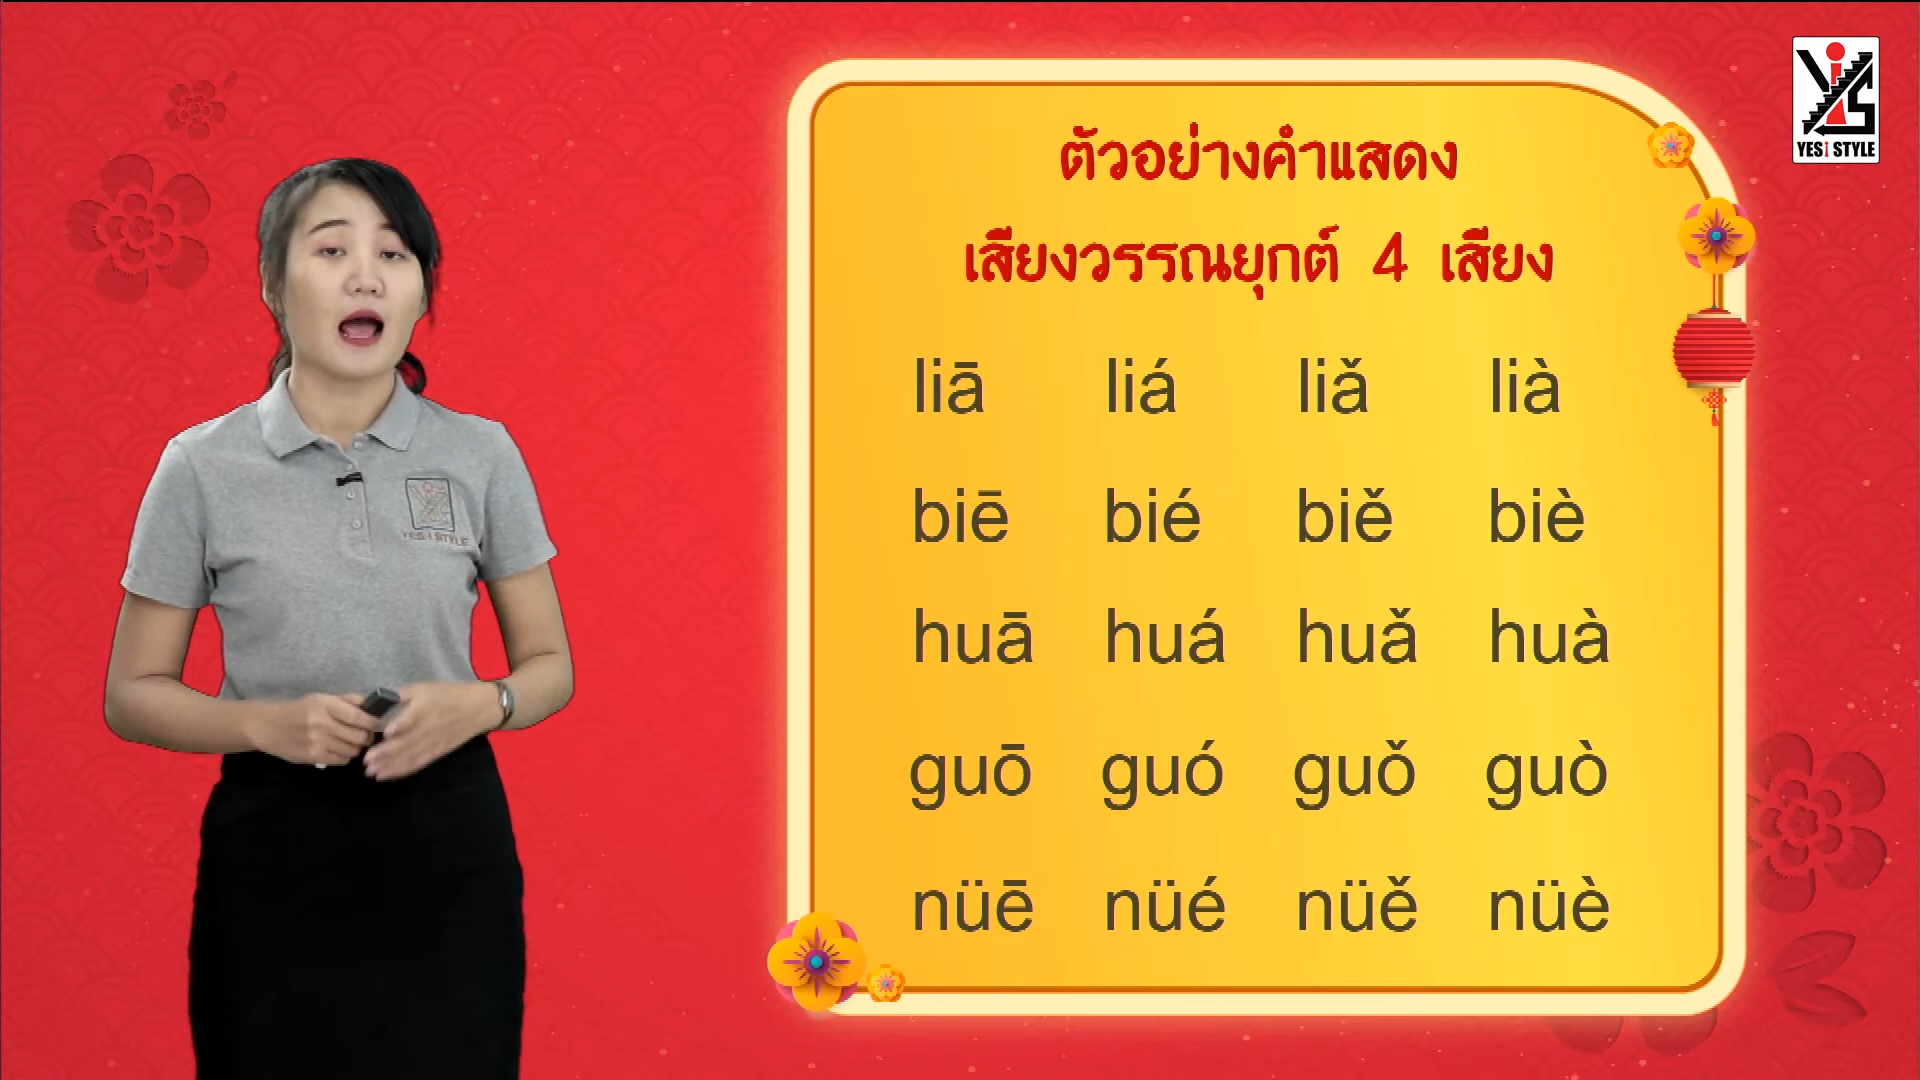 YES i STYLE
ตัวอย่างคำแสดง
เสียงวรรณยุกต์ 4 เสียง
liā liá liǎ lià
biē bié biě biè
huā huá huǎ huà
guō guó guǒ guò
nüē nüé nüě nüè
YES i STYLE